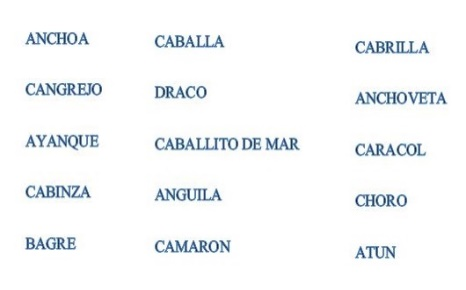 ANCHOA
CANGREJO
AYANQUE
CABINZA
BAGRE
CABALLA
DRACO
CABALLITO DE MAR
ANGUILA
CAMARON
CABRILLA
ANCHOVETA
CARACOL
CHORO
ATUN